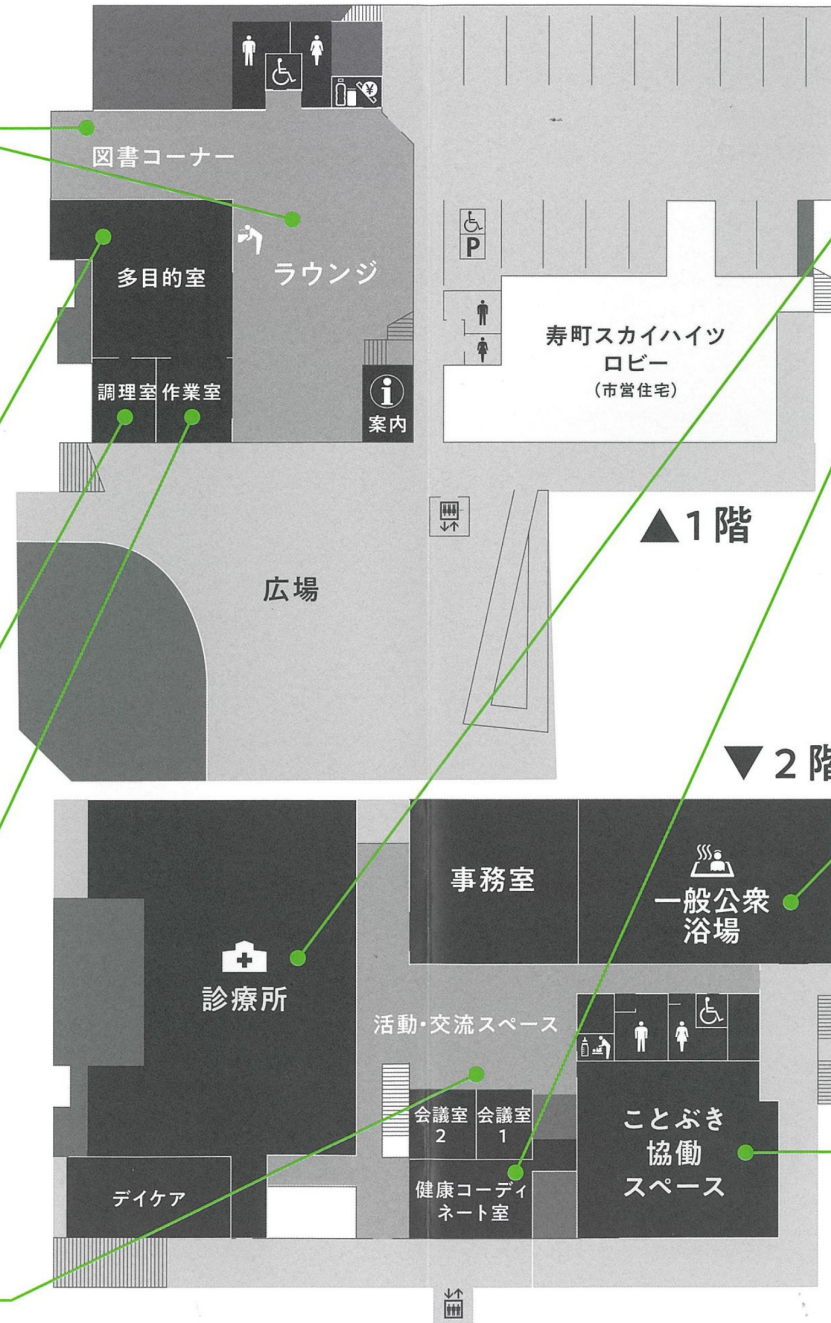 ¥
図書コーナー
多目的室
ラウンジ
P
寿町スカイハイツ
ロビー
（市営住宅）
調理室
作業室
i
案内
▲1階
広場
▼2階
事務室
一般公衆
浴場
診療所
活動・交流スペース
会議室
2
会議室
1
ことぶき
協働
スペース
デイケア
健康コーディ
ネート室